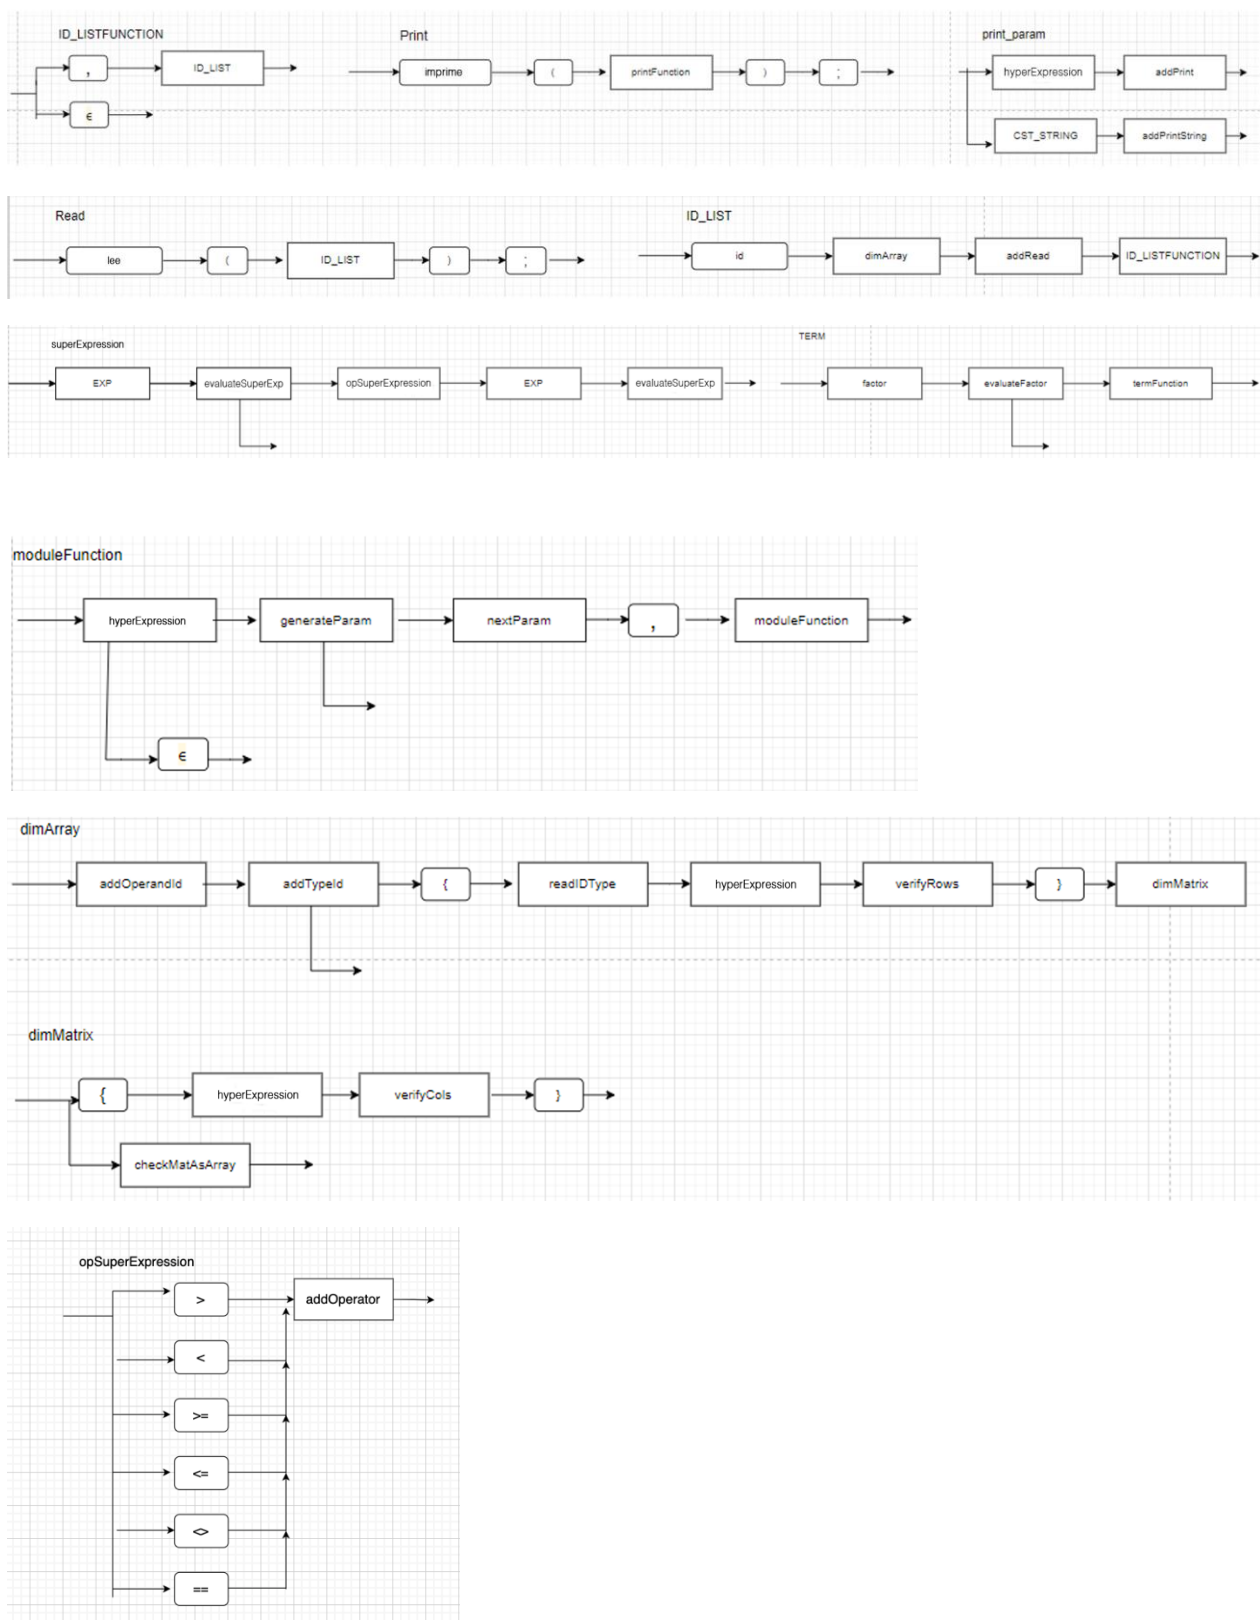 ID_LISTFUNCTION
, ID_LIST
ϵ
Print
imprime ( printFunction ) ;
print_param
hyperExpression addPrint
CST_STRING addPrintString
Read
lee ( ID_LIST ) ;
ID_LIST
id dimArray addRead ID_LISTFUNCTION
superExpression
EXP evaluateSuperExp opSuperExpression EXP evaluateSuperExp
TERM
factor evaluateFactor termFunction
moduleFunction
hyperExpression generateParam nextParam , moduleFunction
ϵ
dimArray
addOperandId addTypeId { readIDType hyperExpression verifyRows } dimMatrix
dimMatrix
{ hyperExpression verifyCols }
checkMatAsArray
opSuperExpression
> addOperator
<
>=
<=
<>
==